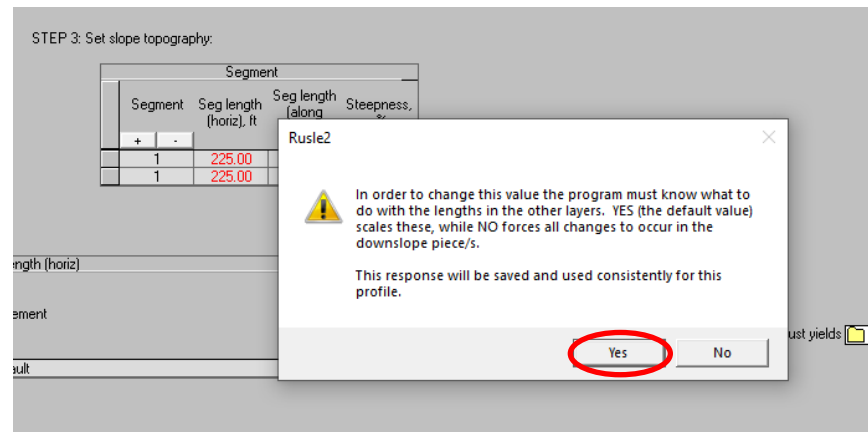 STEP 3: Set slope topography:
Segment
Segment Seg length (horiz), ft Seg length (along Steepness, %
+ -
1 225.00
1 225.00
Rusle2
In order to change this value the program must know what to
do with the lengths in the other layers. YES (the default value)
scales these, while NO forces all changes to occur in the
downslope piece/s.
This response will be saved and used consistently for this
profile.
ength (horiz)
ement
ust yields
Yes No
ault